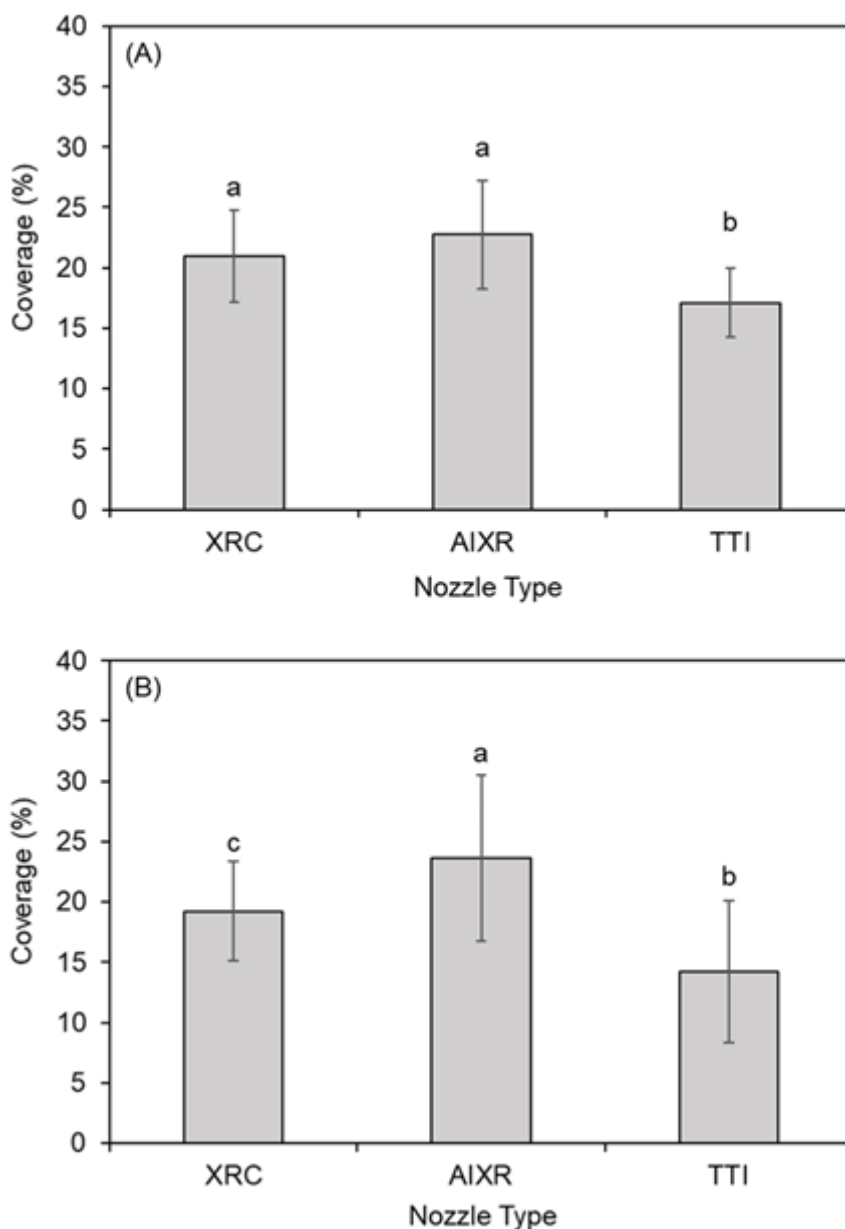 (A)
Coverage (%)
40
35
30
25
20
15
10
5
0
a
a
b
XRC
AIXR
TTI
Nozzle Type
(B)
Coverage (%)
40
35
30
25
20
15
10
5
0
c
a
b
XRC
AIXR
TTI
Nozzle Type